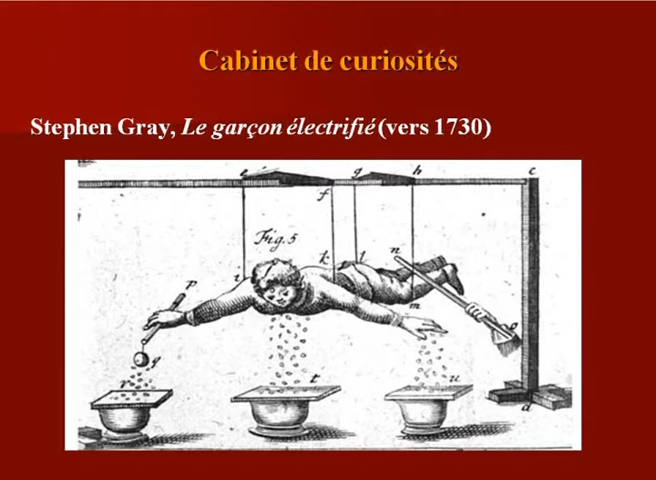 Cabinet de curiosités
Stephen Gray, Le garçon électrifié (vers 1730)
e f g h c
Fig. 5
i k l n
p m
q o
r t u
d